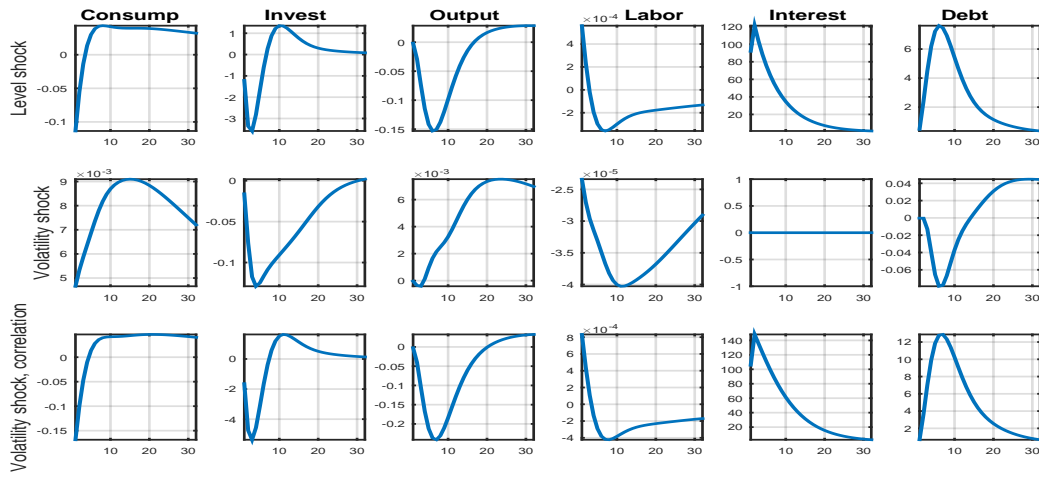 Consump Invest Output Labor Interest Debt
Level shock
0 -0.05 -0.1 10 20 30
1 0 -1 -2 -3 10 20 30
0 -0.05 -0.1 -0.15 10 20 30
×10-4 4 2 0 -2 10 20 30
120 100 80 60 40 20 10 20 30
6 4 2 10 20 30
Volatility shock
×10-3 9 8 7 6 5 10 20 30
0 -0.05 -0.1 10 20 30
×10-3 6 4 2 0 10 20 30
×10-5 -2.5 -3 -3.5 -4 10 20 30
1 0.5 0 -0.5 -1 10 20 30
0.04 0.02 0 -0.02 -0.04 -0.06 10 20 30
Volatility shock, correlation
0 -0.05 -0.1 -0.15 10 20 30
0 -2 -4 10 20 30
0 -0.1 -0.2 10 20 30
×10-4 8 6 4 2 0 -2 -4 10 20 30
140 120 100 80 60 40 20 10 20 30
12 10 8 6 4 2 10 20 30